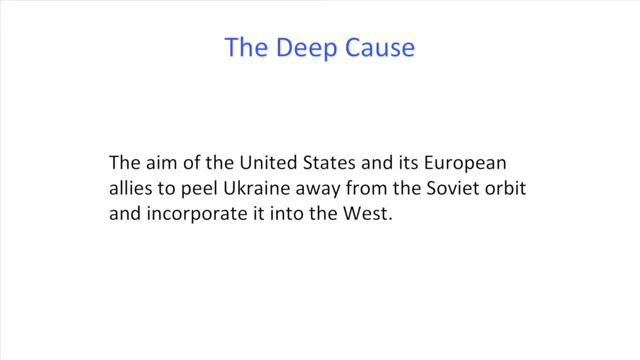 The Deep Cause
The aim of the United States and its European
allies to peel Ukraine away from the Soviet orbit
and incorporate it into the West.